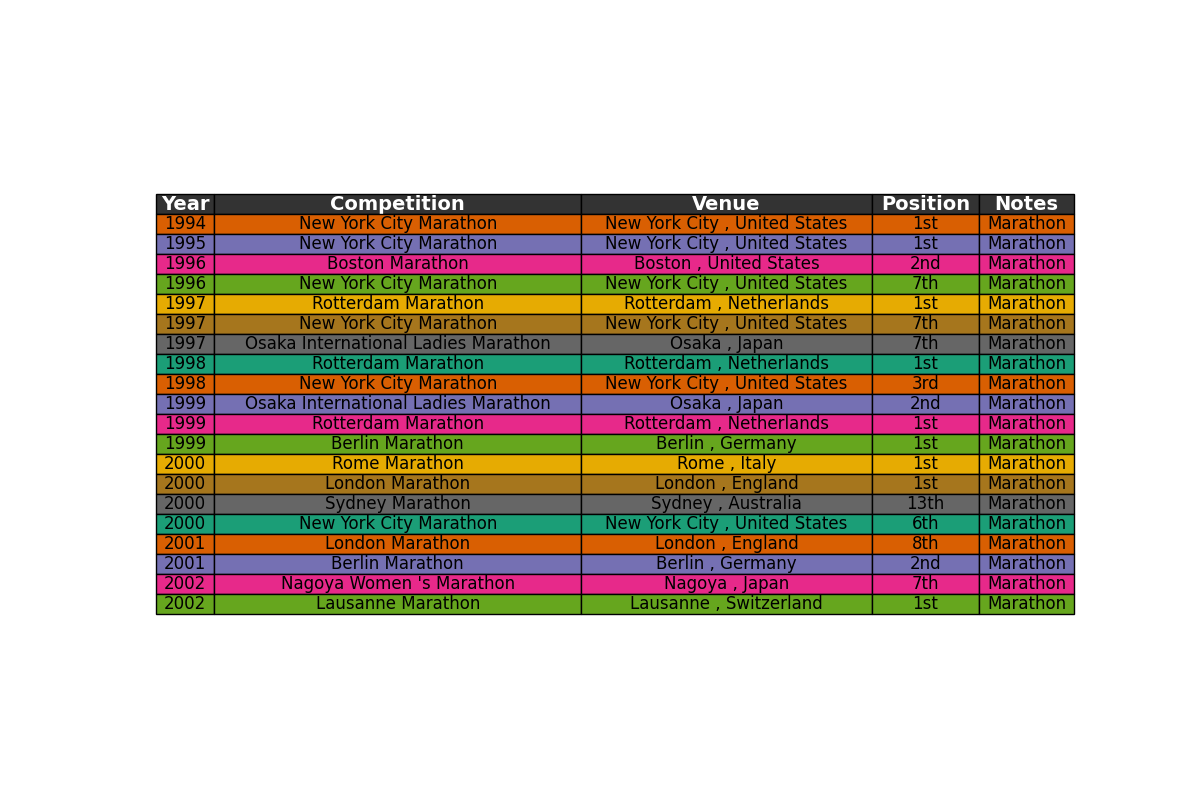 Year Competition Venue Position Notes
1994 New York City Marathon New York City , United States 1st Marathon
1995 New York City Marathon New York City , United States 1st Marathon
1996 Boston Marathon Boston , United States 2nd Marathon
1996 New York City Marathon New York City , United States 7th Marathon
1997 Rotterdam Marathon Rotterdam , Netherlands 1st Marathon
1997 New York City Marathon New York City , United States 7th Marathon
1997 Osaka International Ladies Marathon Osaka , Japan 7th Marathon
1998 Rotterdam Marathon Rotterdam , Netherlands 1st Marathon
1998 New York City Marathon New York City , United States 3rd Marathon
1999 Osaka International Ladies Marathon Osaka , Japan 2nd Marathon
1999 Rotterdam Marathon Rotterdam , Netherlands 1st Marathon
1999 Berlin Marathon Berlin , Germany 1st Marathon
2000 Rome Marathon Rome , Italy 1st Marathon
2000 London Marathon London , England 1st Marathon
2000 Sydney Marathon Sydney , Australia 13th Marathon
2000 New York City Marathon New York City , United States 6th Marathon
2001 London Marathon London , England 8th Marathon
2001 Berlin Marathon Berlin , Germany 2nd Marathon
2002 Nagoya Women 's Marathon Nagoya , Japan 7th Marathon
2002 Lausanne Marathon Lausanne , Switzerland 1st Marathon